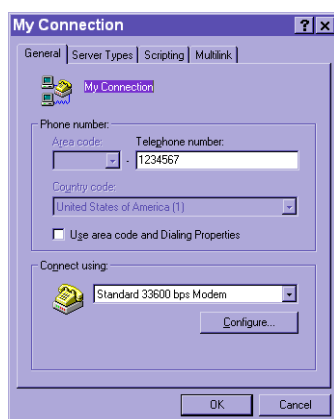 My Connection
General Server Types Scripting Multilink
My Connection
Phone number:
Area code: Telephone number:
- 1234567
Country code:
United States of America (1)
Use area code and Dialing Properties
Connect using:
Standard 33600 bps Modem
Configure...
OK Cancel